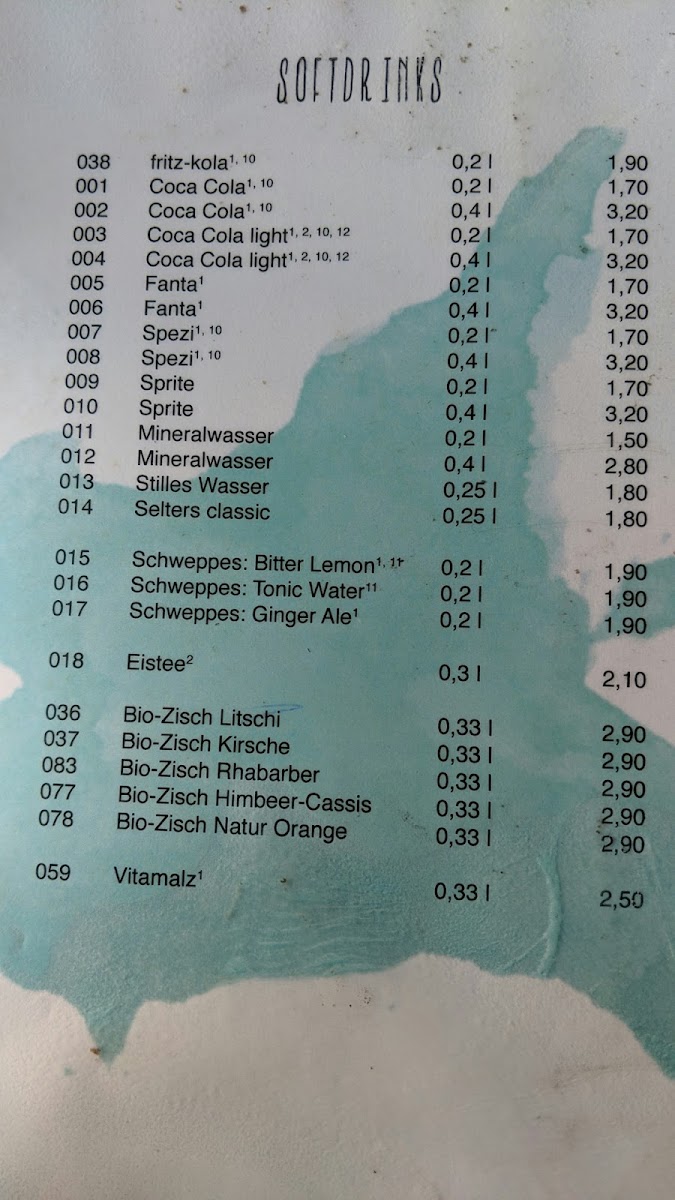 SOFTDRINKS
038 fritz-kola¹, ¹⁰ 0,2 l 1,90
001 Coca Cola¹, ¹⁰ 0,2 l 1,70
002 Coca Cola¹, ¹⁰ 0,4 l 3,20
003 Coca Cola light¹, ², ¹⁰, ¹² 0,2 l 1,70
004 Coca Cola light¹, ², ¹⁰, ¹² 0,4 l 3,20
005 Fanta¹ 0,2 l 1,70
006 Fanta¹ 0,4 l 3,20
007 Spezi¹, ¹⁰ 0,2 l 1,70
008 Spezi¹, ¹⁰ 0,4 l 3,20
009 Sprite 0,2 l 1,70
010 Sprite 0,4 l 3,20
011 Mineralwasser 0,2 l 1,50
012 Mineralwasser 0,4 l 2,80
013 Stilles Wasser 0,25 l 1,80
014 Selters classic 0,25 l 1,80
015 Schweppes: Bitter Lemon¹, ¹¹ 0,2 l 1,90
016 Schweppes: Tonic Water¹¹ 0,2 l 1,90
017 Schweppes: Ginger Ale¹ 0,2 l 1,90
018 Eistee² 0,3 l 2,10
036 Bio-Zisch Litschi 0,33 l 2,90
037 Bio-Zisch Kirsche 0,33 l 2,90
083 Bio-Zisch Rhabarber 0,33 l 2,90
077 Bio-Zisch Himbeer-Cassis 0,33 l 2,90
078 Bio-Zisch Natur Orange 0,33 l 2,90
059 Vitamalz¹ 0,33 l 2,50